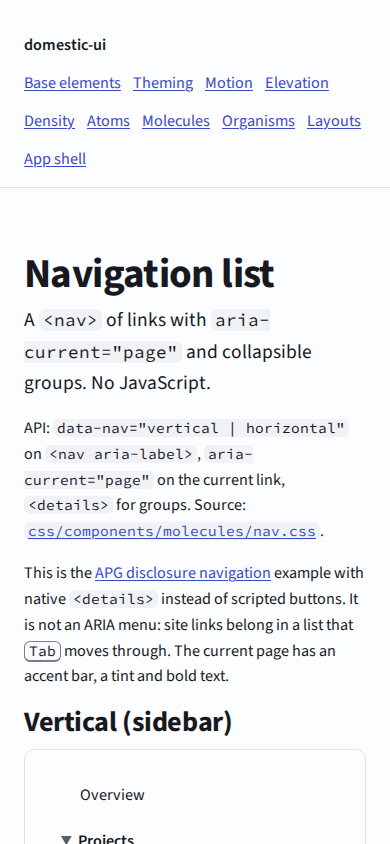 domestic-ui
Base elements Theming Motion Elevation
Density Atoms Molecules Organisms Layouts
App shell
Navigation list
A <nav> of links with aria-
current="page" and collapsible
groups. No JavaScript.
API: data-nav="vertical | horizontal"
on <nav aria-label>, aria-
current="page" on the current link,
<details> for groups. Source:
css/components/molecules/nav.css.
This is the APG disclosure navigation example with
native <details> instead of scripted buttons. It
is not an ARIA menu: site links belong in a list that
Tab moves through. The current page has an
accent bar, a tint and bold text.
Vertical (sidebar)
Overview
▼ Projects